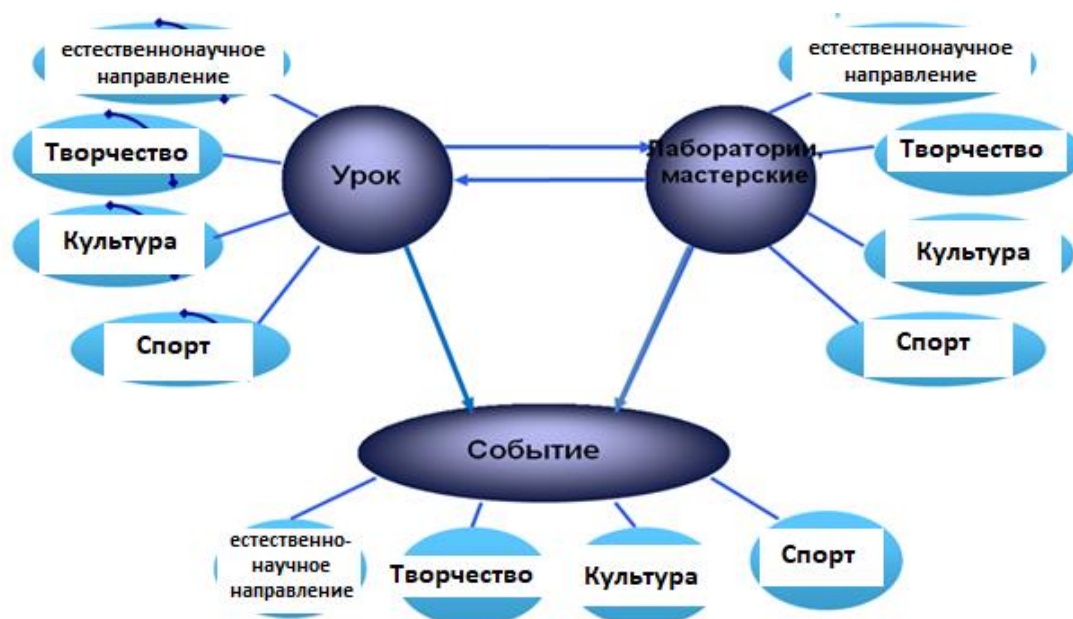 естественнонаучное
направление
Творчество
Культура
Спорт
Урок
Лаборатории,
мастерские
естественнонаучное
направление
Творчество
Культура
Спорт
Событие
естественно-
научное
направление
Творчество
Культура
Спорт